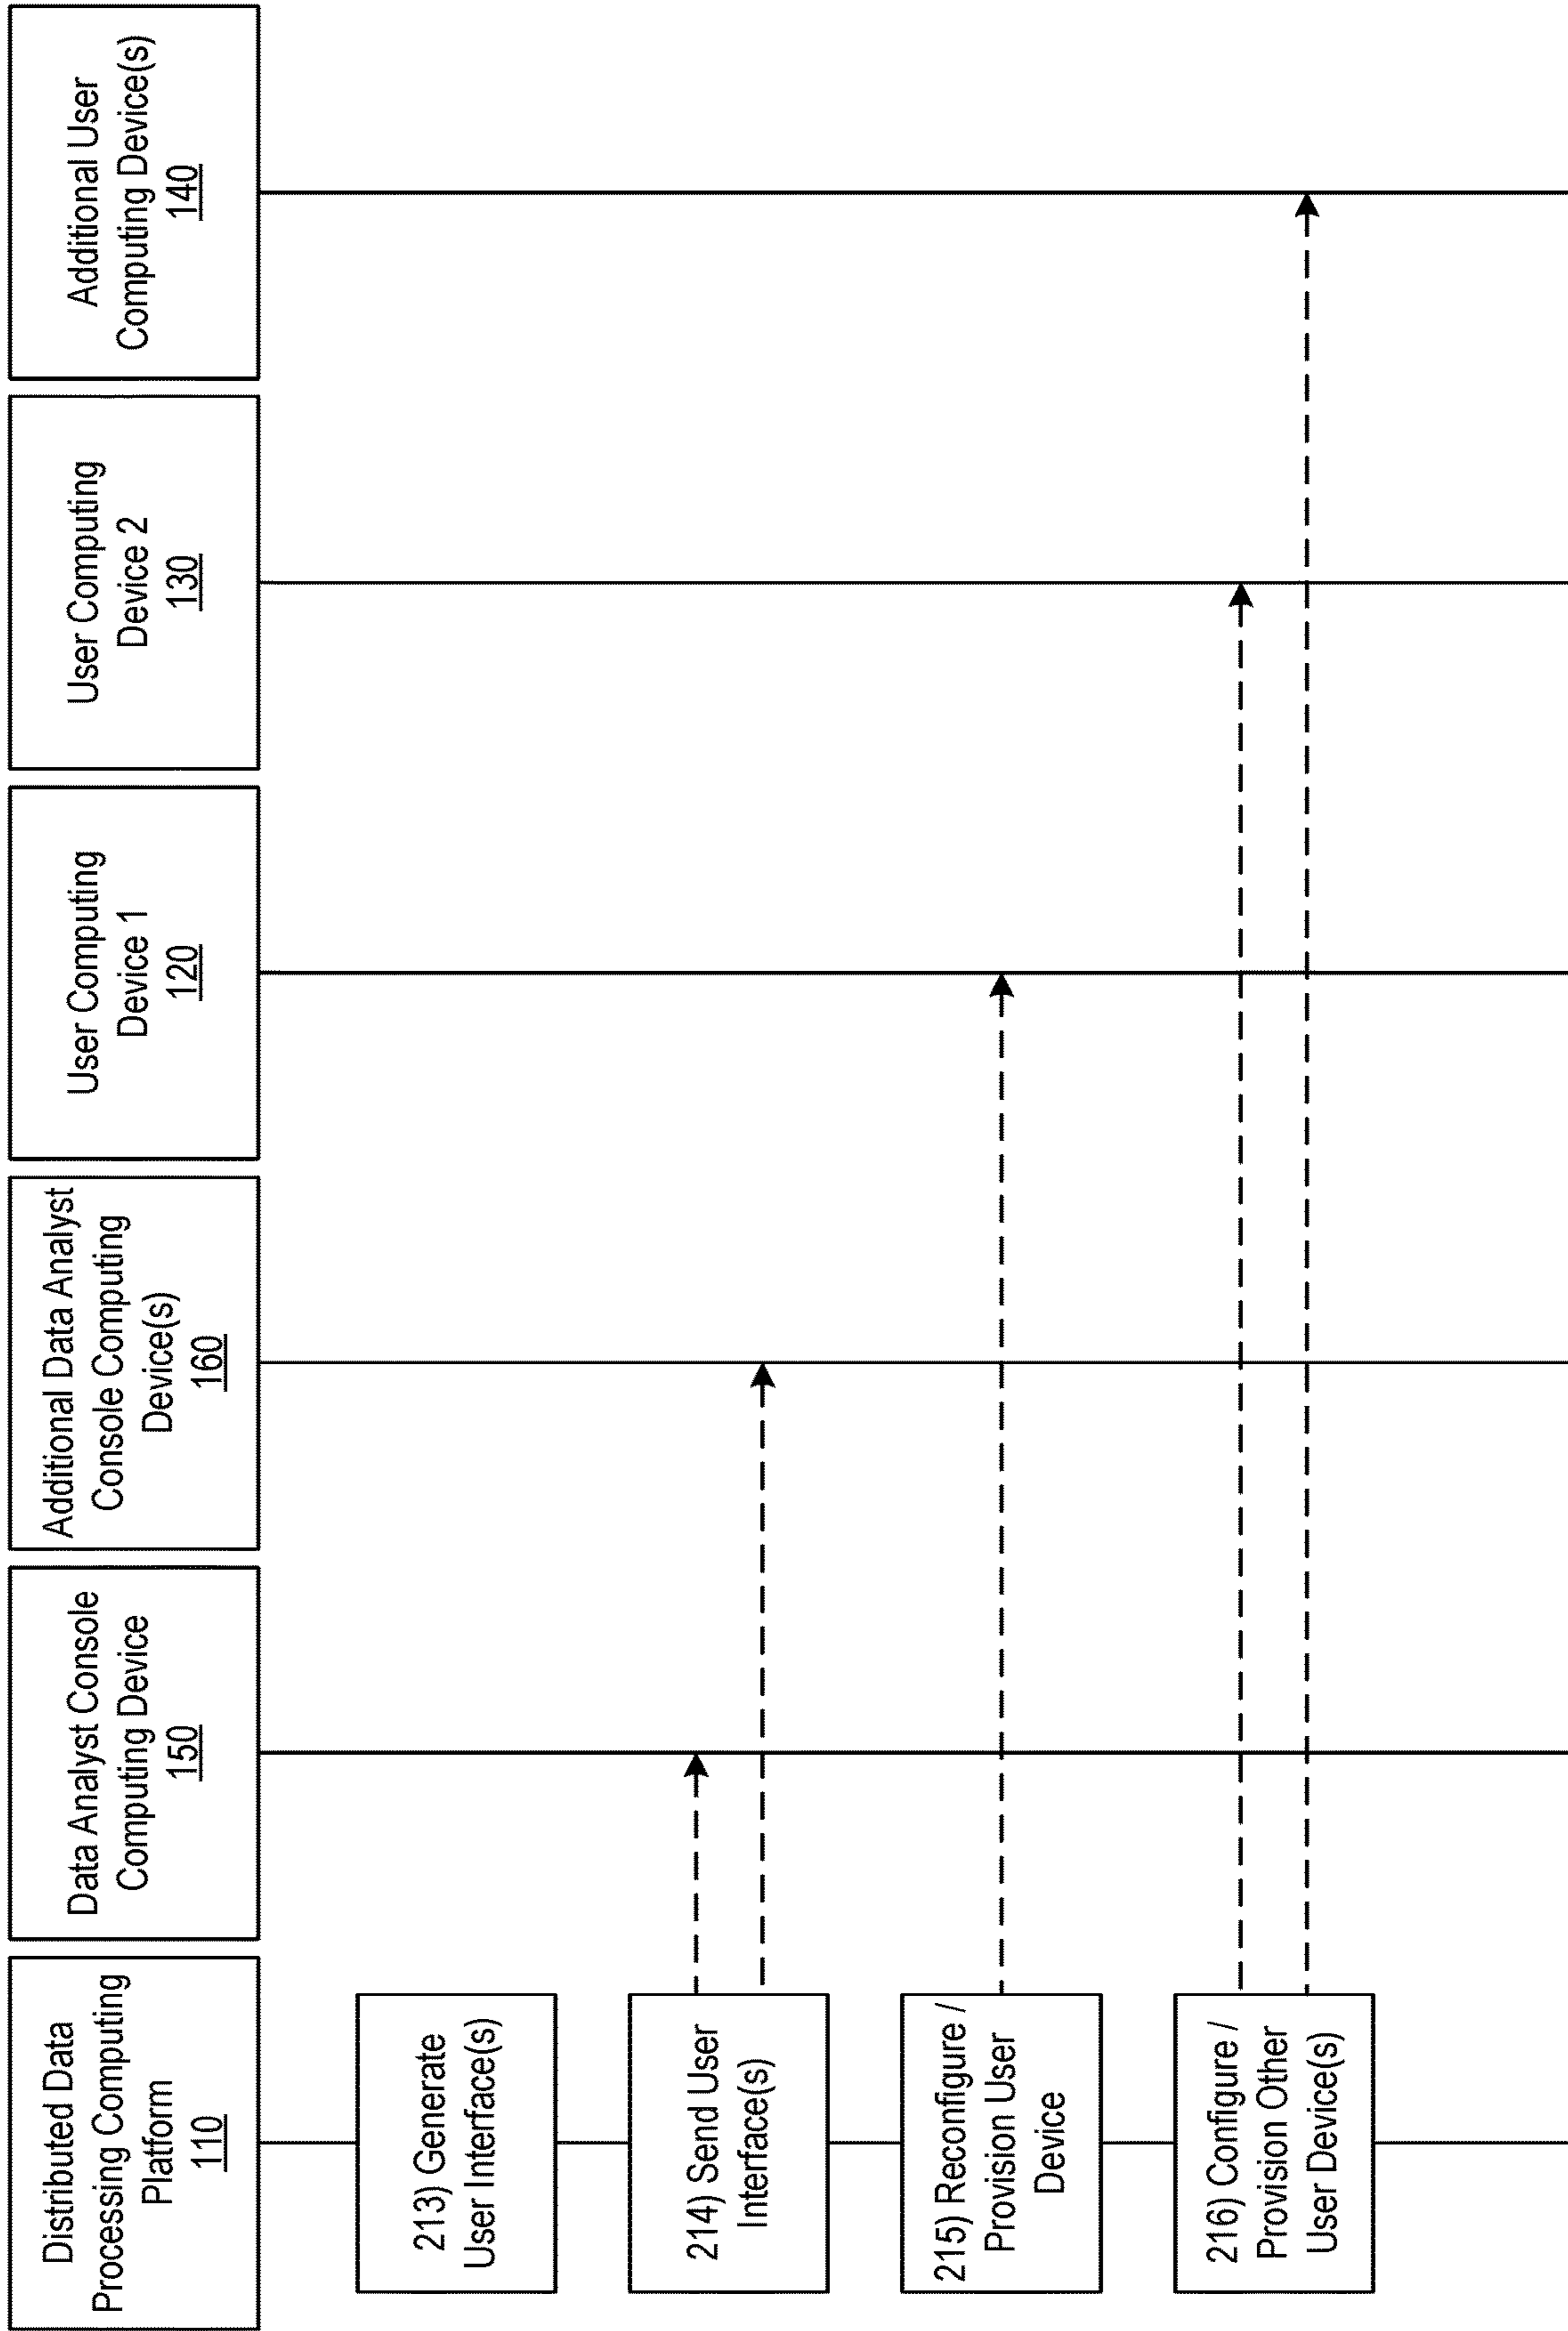 Distributed Data
Processing Computing
Platform
110
Data Analyst Console
Computing Device
150
Additional Data Analyst
Console Computing
Device(s)
160
User Computing
Device 1
120
User Computing
Device 2
130
Additional User
Computing Device(s)
140
213) Generate
User Interface(s)
214) Send User
Interface(s)
215) Reconfigure /
Provision User
Device
216) Configure /
Provision Other
User Device(s)